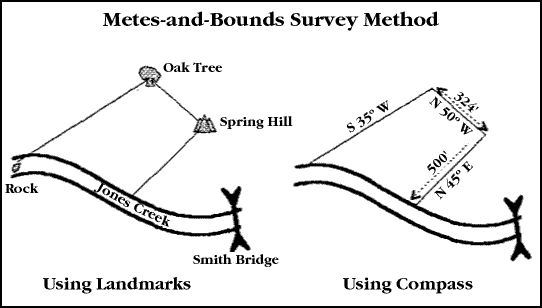 Metes-and-Bounds Survey Method
Oak Tree
Spring Hill
Rock
Jones Creek
Smith Bridge
Using Landmarks
S 35° W
324'
N 50° W
500'
N 45° E
Using Compass